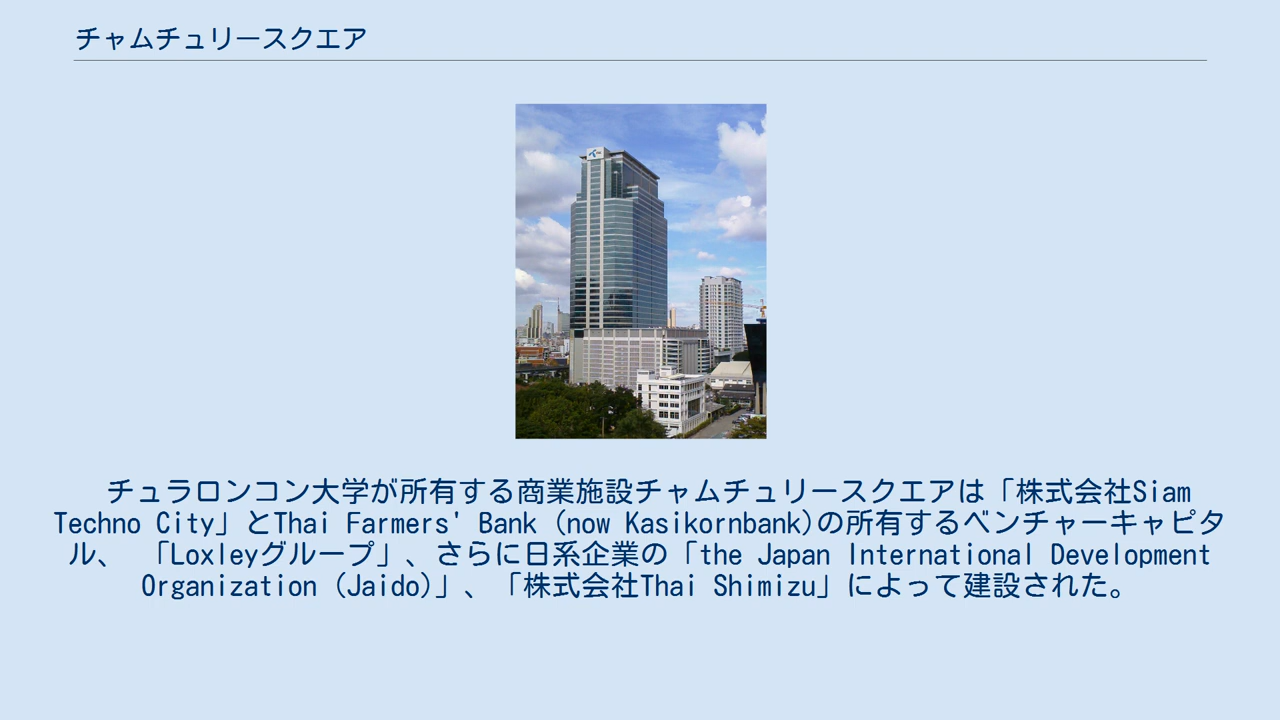 チャムチュリースクエア
チュラロンコン大学が所有する商業施設チャムチュリースクエアは「株式会社Siam
Techno City」とThai Farmers' Bank (now Kasikornbank)の所有するベンチャーキャピタ
ル、 「Loxleyグループ」、さらに日系企業の「the Japan International Development
Organization (Jaido)」、「株式会社Thai Shimizu」によって建設された。